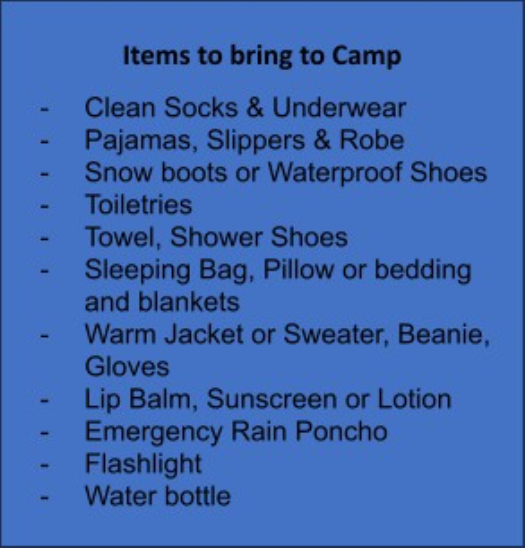 Items to bring to Camp
- Clean Socks & Underwear
- Pajamas, Slippers & Robe
- Snow boots or Waterproof Shoes
- Toiletries
- Towel, Shower Shoes
- Sleeping Bag, Pillow or bedding
and blankets
- Warm Jacket or Sweater, Beanie,
Gloves
- Lip Balm, Sunscreen or Lotion
- Emergency Rain Poncho
- Flashlight
- Water bottle